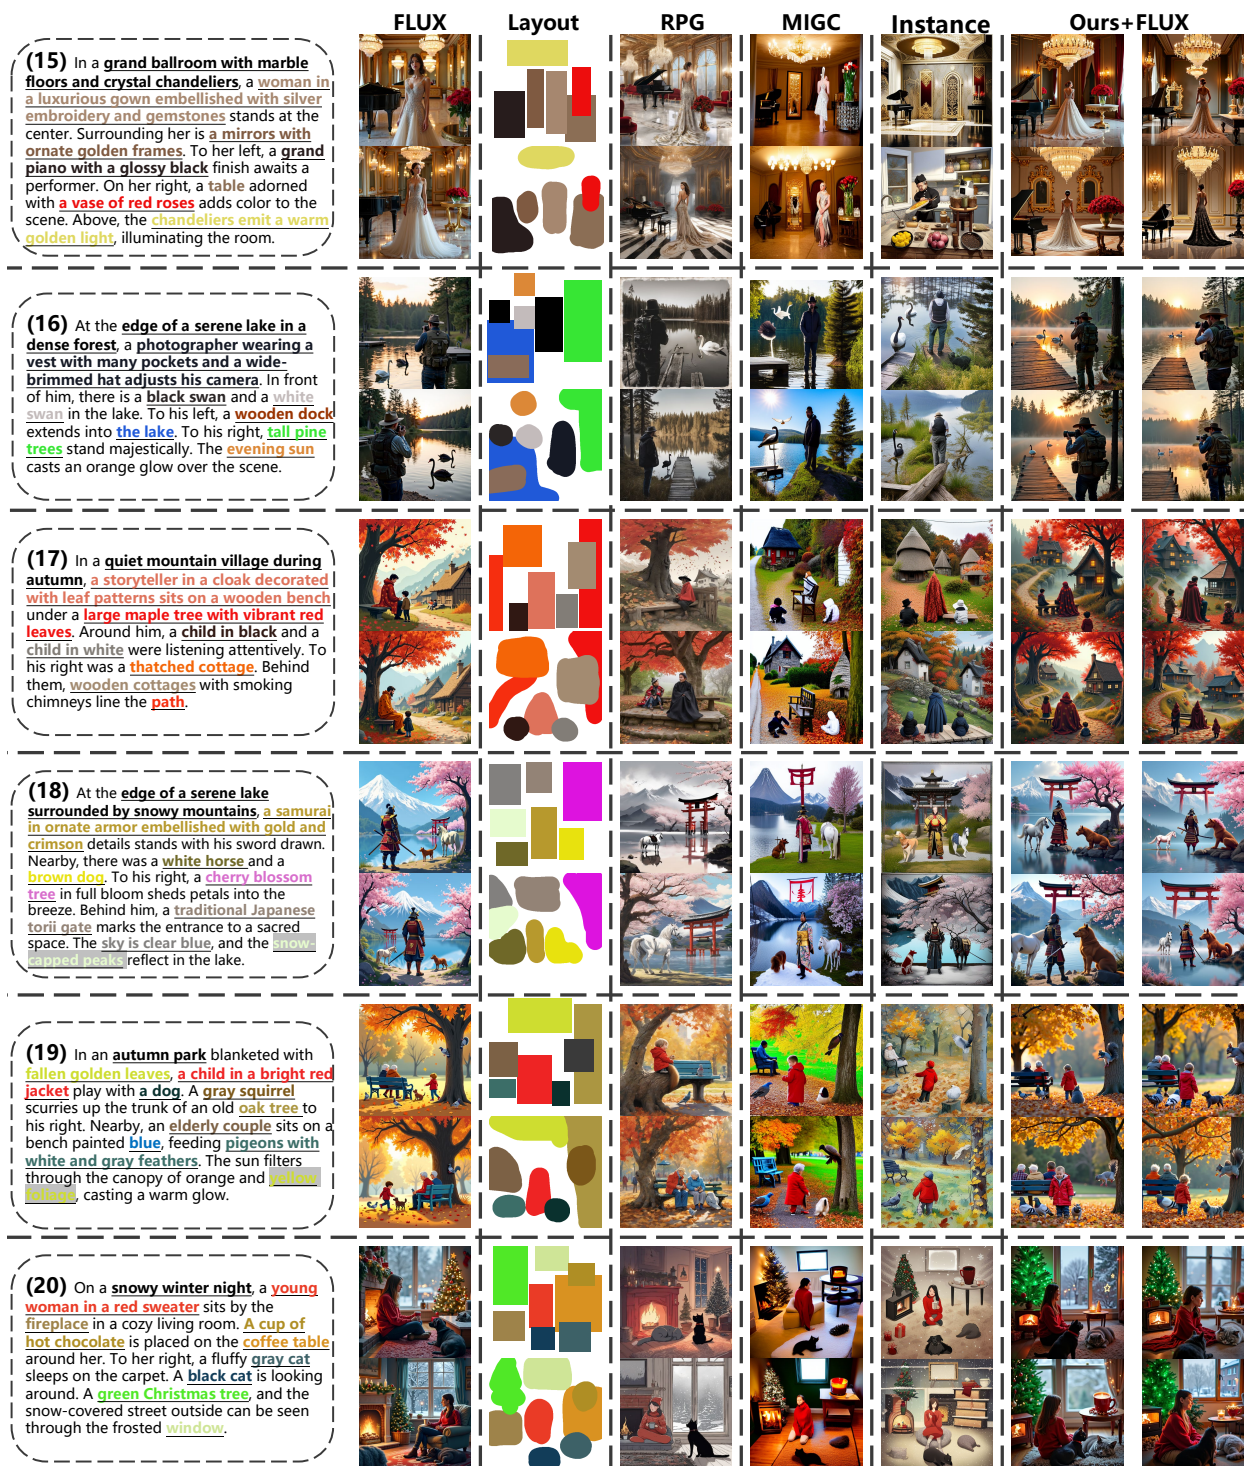 FLUX Layout RPG MIGC Instance Ours+FLUX
(15) In a grand ballroom with marble
floors and crystal chandeliers, a woman in
a luxurious gown embellished with silver
embroidery and gemstones stands at the
center. Surrounding her is a mirrors with
ornate golden frames. To her left, a grand
piano with a glossy black finish awaits a
performer. On her right, a table adorned
with a vase of red roses adds color to the
scene. Above, the chandeliers emit a warm
golden light, illuminating the room.
(16) At the edge of a serene lake in a
dense forest, a photographer wearing a
vest with many pockets and a wide-
brimmed hat adjusts his camera. In front
of him, there is a black swan and a white
swan in the lake. To his left, a wooden dock
extends into the lake. To his right, tall pine
trees stand majestically. The evening sun
casts an orange glow over the scene.
(17) In a quiet mountain village during
autumn, a storyteller in a cloak decorated
with leaf patterns sits on a wooden bench
under a large maple tree with vibrant red
leaves. Around him, a child in black and a
child in white were listening attentively. To
his right was a thatched cottage. Behind
them, wooden cottages with smoking
chimneys line the path.
(18) At the edge of a serene lake
surrounded by snowy mountains, a samurai
in ornate armor embellished with gold and
crimson details stands with his sword drawn.
Nearby, there was a white horse and a
brown dog. To his right, a cherry blossom
tree in full bloom sheds petals into the
breeze. Behind him, a traditional Japanese
torii gate marks the entrance to a sacred
space. The sky is clear blue, and the snow-
capped peaks reflect in the lake.
(19) In an autumn park blanketed with
fallen golden leaves, a child in a bright red
jacket play with a dog. A gray squirrel
scurries up the trunk of an old oak tree to
his right. Nearby, an elderly couple sits on a
bench painted blue, feeding pigeons with
white and gray feathers. The sun filters
through the canopy of orange and yellow
foliage, casting a warm glow.
(20) On a snowy winter night, a young
woman in a red sweater sits by the
fireplace in a cozy living room. A cup of
hot chocolate is placed on the coffee table
around her. To her right, a fluffy gray cat
sleeps on the carpet. A black cat is looking
around. A green Christmas tree, and the
snow-covered street outside can be seen
through the frosted window.